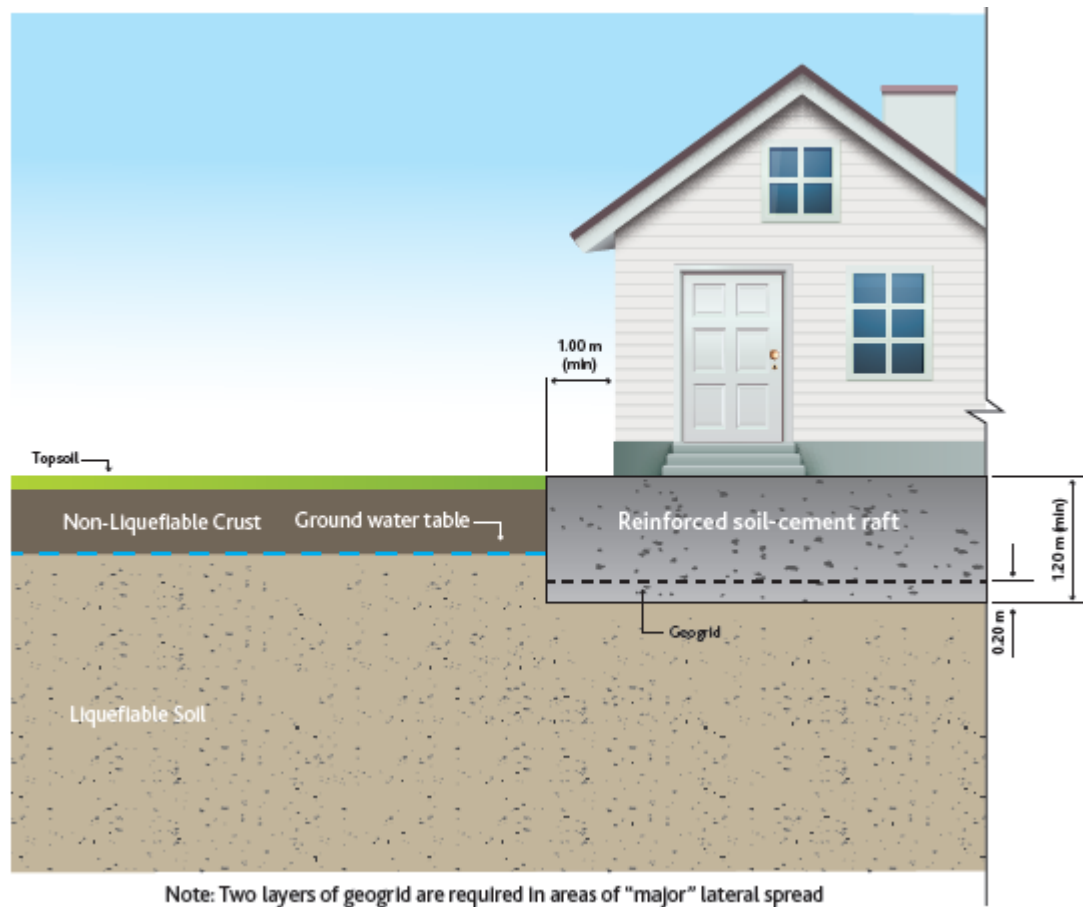 1.00 m
(min)
Topsoil
Non-Liquefiable Crust
Ground water table
Reinforced soil-cement raft
1.20 m (min)
Geogrid
0.20 m
Liquefiable Soil
Note: Two layers of geogrid are required in areas of “major” lateral spread